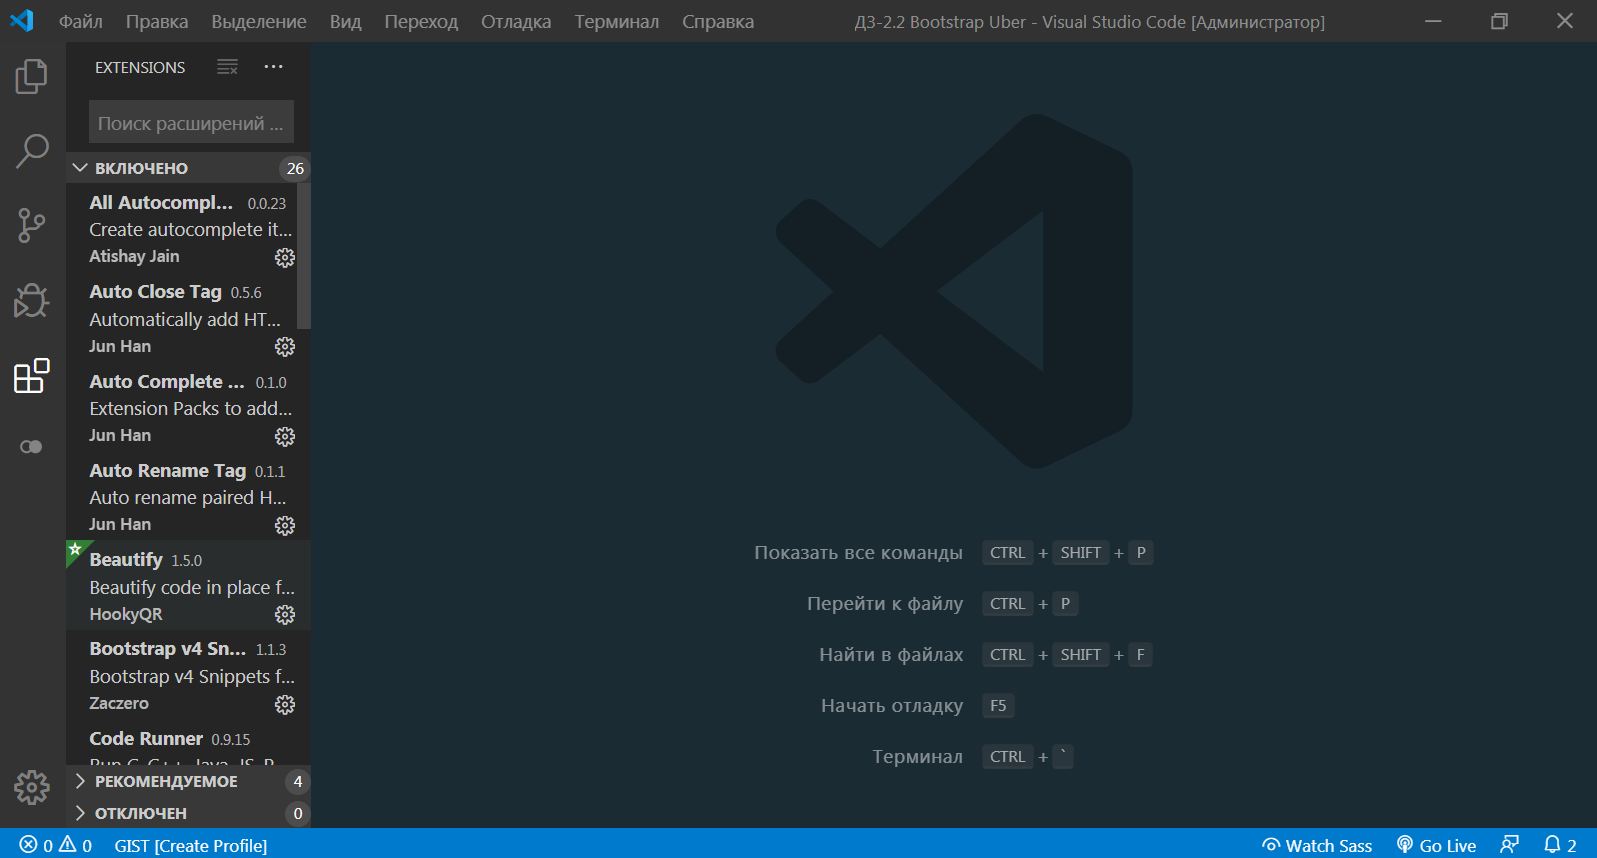 Файл Правка Выделение Вид Переход Отладка Терминал Справка ДЗ-2.2 Bootstrap Uber - Visual Studio Code [Администратор]
EXTENSIONS
Поиск расширений ...
ВКЛЮЧЕНО 26
All Autocompl... 0.0.23
Create autocomplete it...
Atishay Jain
Auto Close Tag 0.5.6
Automatically add HT...
Jun Han
Auto Complete ... 0.1.0
Extension Packs to add...
Jun Han
Auto Rename Tag 0.1.1
Auto rename paired H...
Jun Han
Beautify 1.5.0
Beautify code in place f...
HookyQR
Bootstrap v4 Sn... 1.1.3
Bootstrap v4 Snippets f...
Zaczero
Code Runner 0.9.15
Run C, C++, Java, JS, P
РЕКОМЕНДУЕМОЕ 4
ОТКЛЮЧЕН 0
Показать все команды CTRL + SHIFT + P
Перейти к файлу CTRL + P
Найти в файлах CTRL + SHIFT + F
Начать отладку F5
Терминал CTRL + `
0 0 GIST [Create Profile] Watch Sass Go Live 2